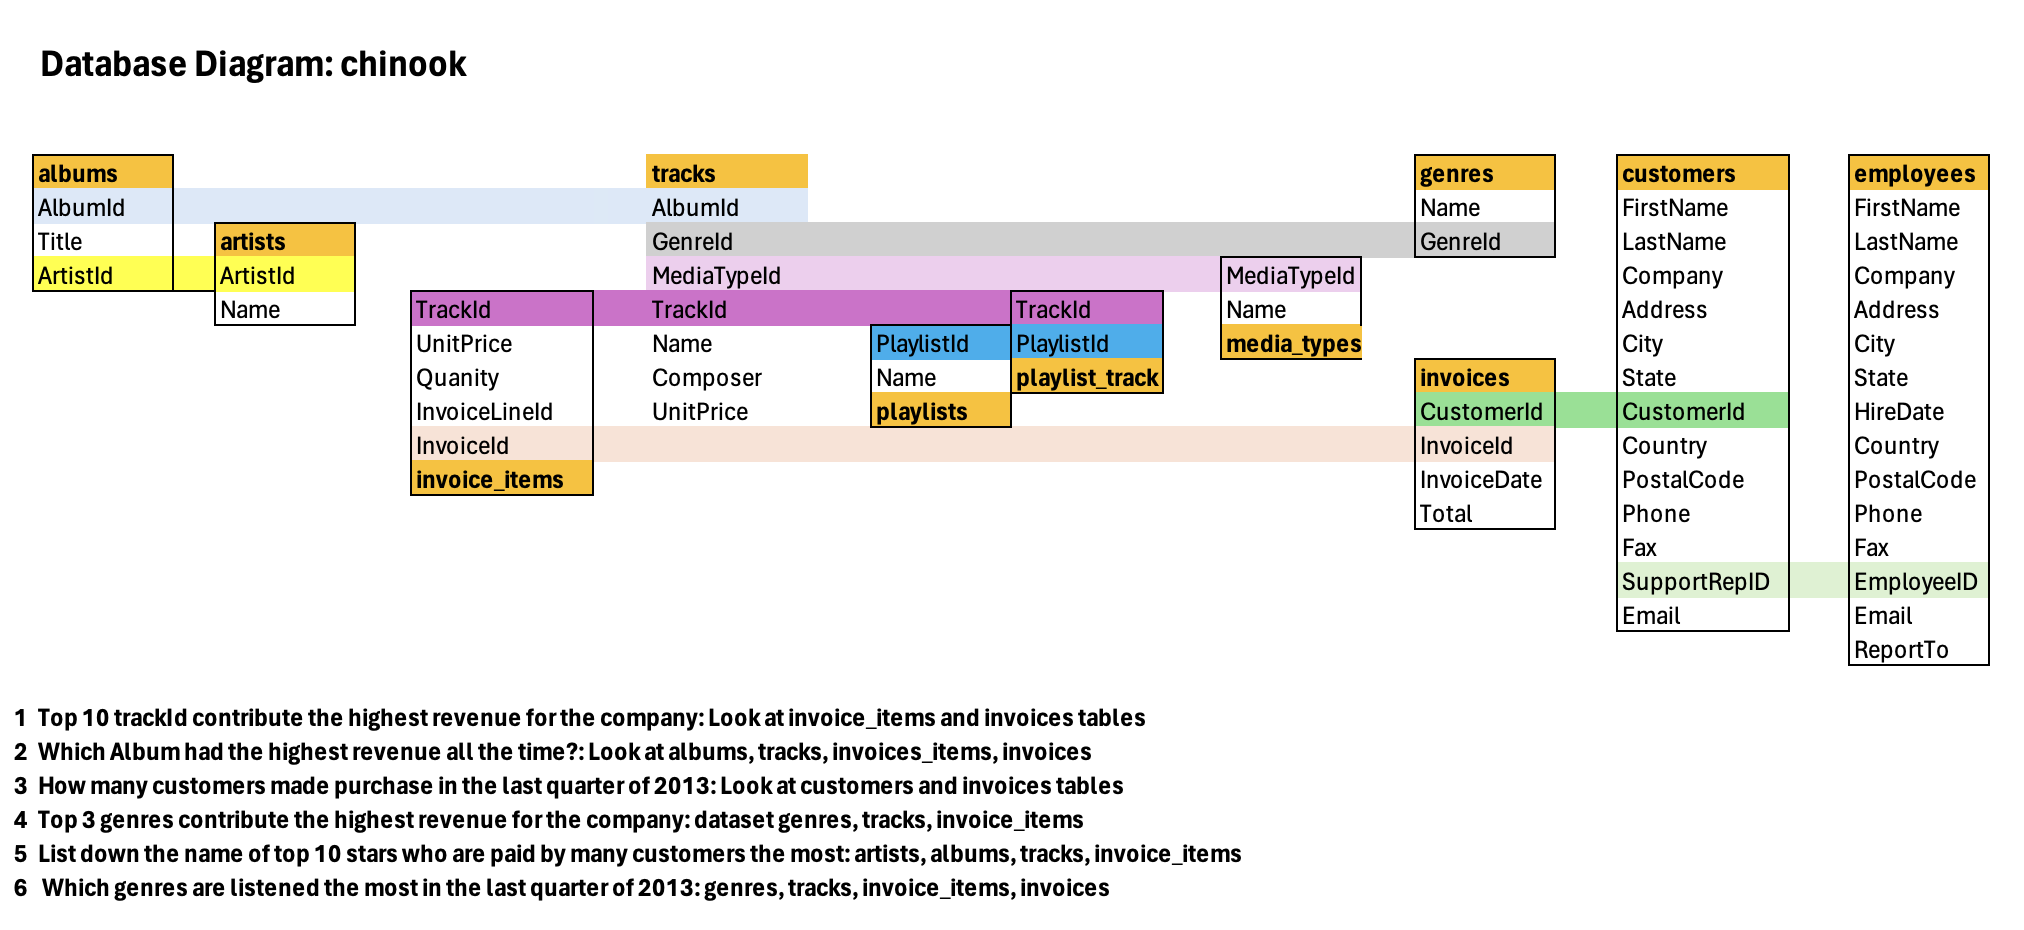 Database Diagram: chinook
albums
AlbumId
Title
ArtistId
artists
ArtistId
Name
TrackId
UnitPrice
Quanity
InvoiceLineId
InvoiceId
invoice_items
tracks
AlbumId
GenreId
MediaTypeId
TrackId
Name
Composer
UnitPrice
PlaylistId
Name
playlists
TrackId
PlaylistId
playlist_track
MediaTypeId
Name
media_types
genres
Name
GenreId
invoices
CustomerId
InvoiceId
InvoiceDate
Total
customers
FirstName
LastName
Company
Address
City
State
CustomerId
Country
PostalCode
Phone
Fax
SupportRepID
Email
employees
FirstName
LastName
Company
Address
City
State
HireDate
Country
PostalCode
Phone
Fax
EmployeeID
Email
ReportTo
1 Top 10 trackId contribute the highest revenue for the company: Look at invoice_items and invoices tables
2 Which Album had the highest revenue all the time?: Look at albums, tracks, invoices_items, invoices
3 How many customers made purchase in the last quarter of 2013: Look at customers and invoices tables
4 Top 3 genres contribute the highest revenue for the company: dataset genres, tracks, invoice_items
5 List down the name of top 10 stars who are paid by many customers the most: artists, albums, tracks, invoice_items
6 Which genres are listened the most in the last quarter of 2013: genres, tracks, invoice_items, invoices